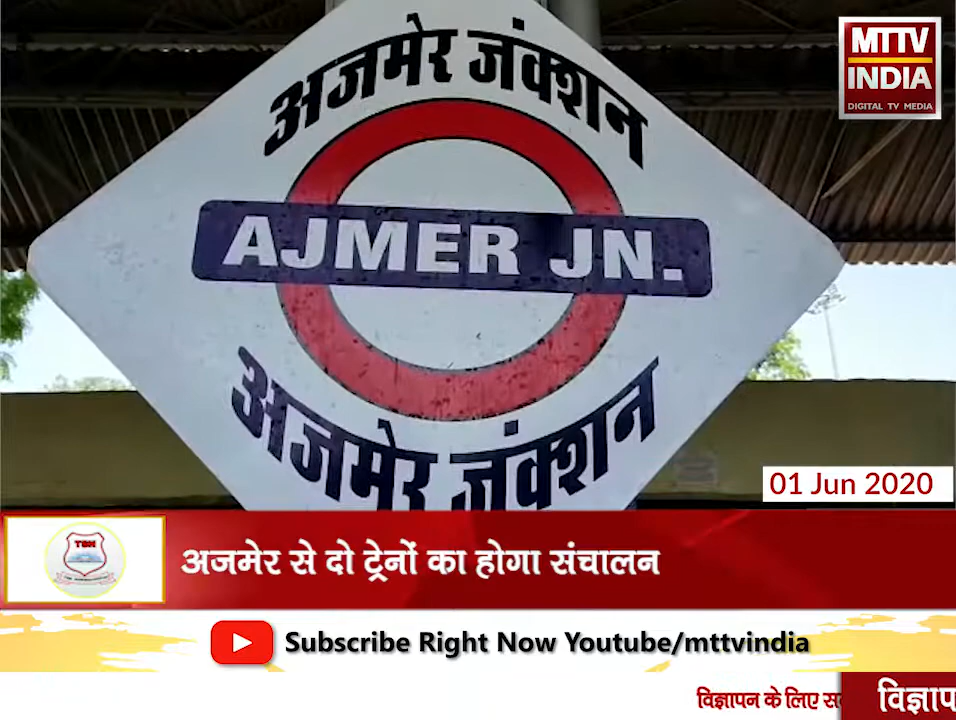 अजमेर जंक्शन
MTTV
INDIA
DIGITAL TV MEDIA
AJMER JN.
अजमेर जंक्शन
01 Jun 2020
अजमेर से दो ट्रेनों का होगा संचालन
Subscribe Right Now Youtube/mttvindia
विज्ञापन के लिए